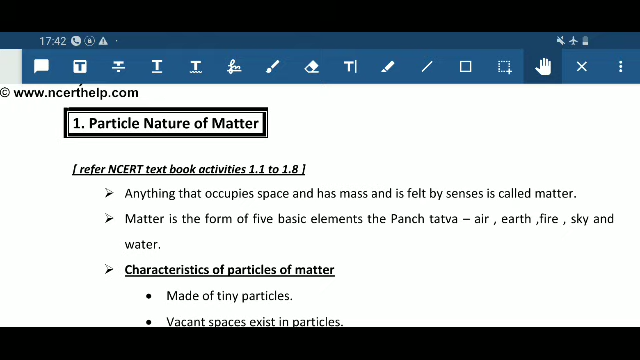 17:42
© www.ncerthelp.com
1. Particle Nature of Matter
[ refer NCERT text book activities 1.1 to 1.8 ]
➢ Anything that occupies space and has mass and is felt by senses is called matter.
➢ Matter is the form of five basic elements the Panch tatva – air , earth ,fire , sky and
water.
➢ Characteristics of particles of matter
• Made of tiny particles.
• Vacant spaces exist in particles.